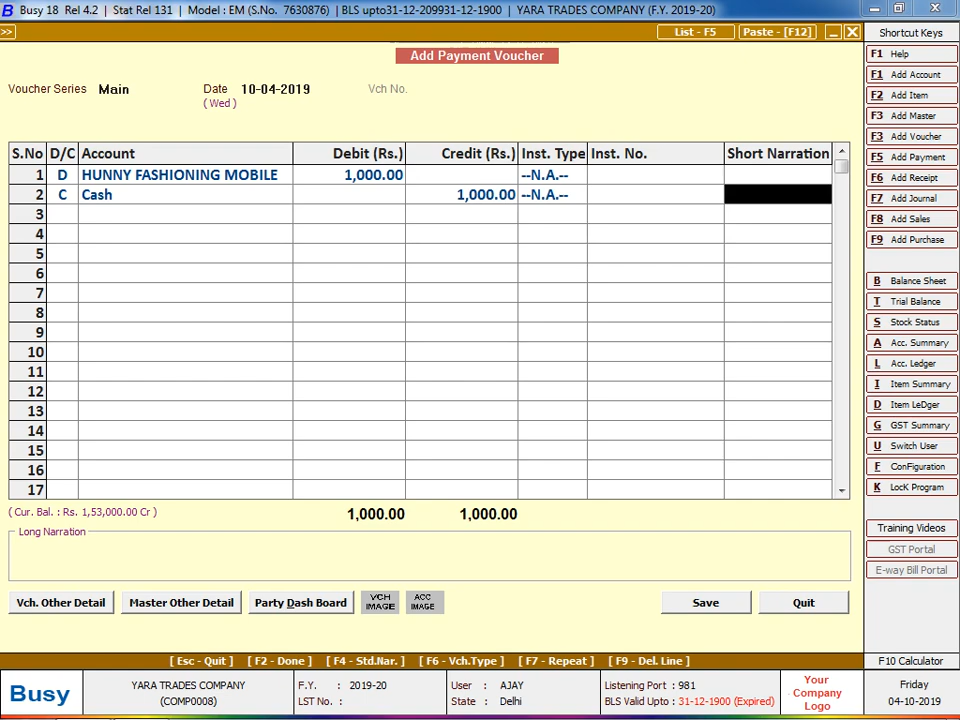 B Busy 18 Rel 4.2 | Stat Rel 131 | Model : EM (S.No. 7630876) | BLS upto31-12-209931-12-1900 | YARA TRADES COMPANY (F.Y. 2019-20)
>> List - F5 Paste - [F12]
Add Payment Voucher
Voucher Series Main Date 10-04-2019 Vch No.
( Wed )
S.No D/C Account Debit (Rs.) Credit (Rs.) Inst. Type Inst. No. Short Narration
1 D HUNNY FASHIONING MOBILE 1,000.00 --N.A.--
2 C Cash 1,000.00 --N.A.--
3
4
5
6
7
8
9
10
11
12
13
14
15
16
17
( Cur. Bal. : Rs. 1,53,000.00 Cr ) 1,000.00 1,000.00
Long Narration
Vch. Other Detail Master Other Detail Party Dash Board VCH IMAGE ACC IMAGE Save Quit
[ Esc - Quit ] [ F2 - Done ] [ F4 - Std.Nar. ] [ F6 - Vch.Type ] [ F7 - Repeat ] [ F9 - Del. Line ]
Shortcut Keys
F1 Help
F1 Add Account
F2 Add Item
F3 Add Master
F3 Add Voucher
F5 Add Payment
F6 Add Receipt
F7 Add Journal
F8 Add Sales
F9 Add Purchase
B Balance Sheet
T Trial Balance
S Stock Status
A Acc. Summary
L Acc. Ledger
I Item Summary
D Item LeDger
G GST Summary
U Switch User
F ConFiguration
K LocK Program
Training Videos
GST Portal
E-way Bill Portal
F10 Calculator
Busy
YARA TRADES COMPANY
(COMP0008)
F.Y. : 2019-20
LST No. :
User : AJAY
State : Delhi
Listening Port : 981
BLS Valid Upto : 31-12-1900 (Expired)
Your
Company
Logo
Friday
04-10-2019